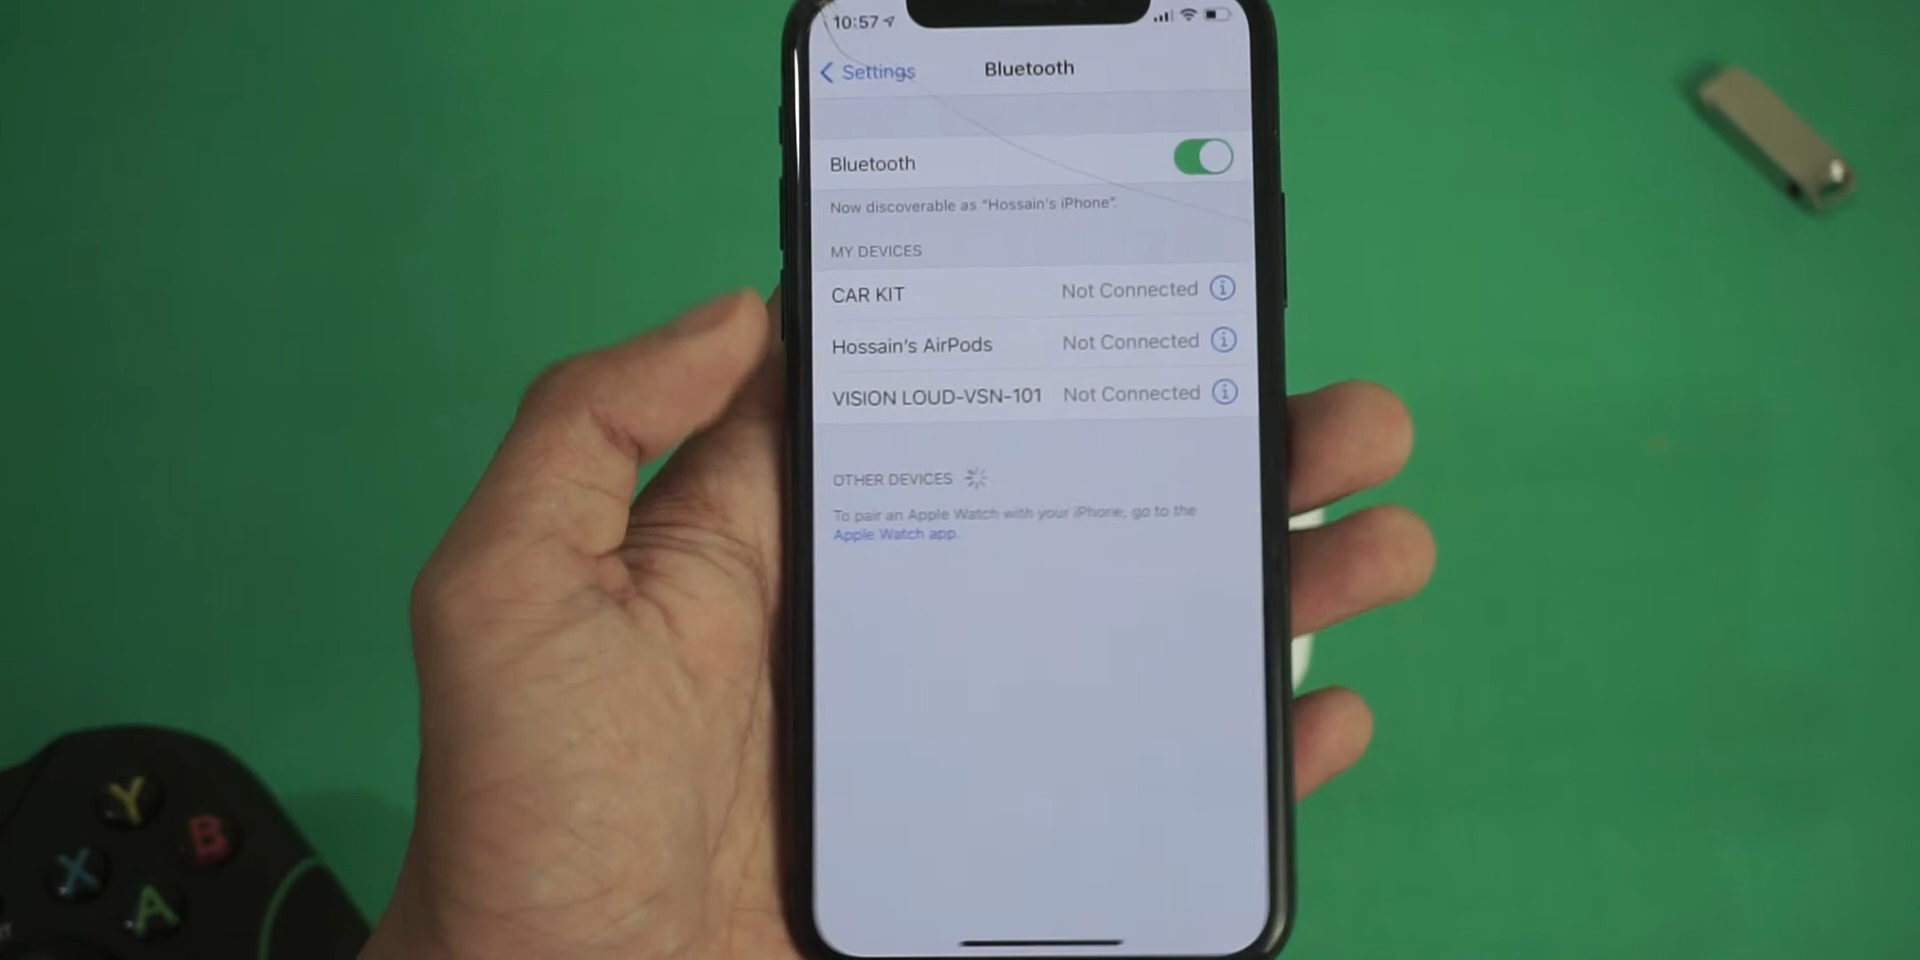 10:57
Settings
Bluetooth
Bluetooth
Now discoverable as “Hossain's iPhone”.
MY DEVICES
CAR KIT Not Connected
Hossain's AirPods Not Connected
VISION LOUD-VSN-101 Not Connected
OTHER DEVICES
To pair an Apple Watch with your iPhone, go to the
Apple Watch app.
Y
B
X
A